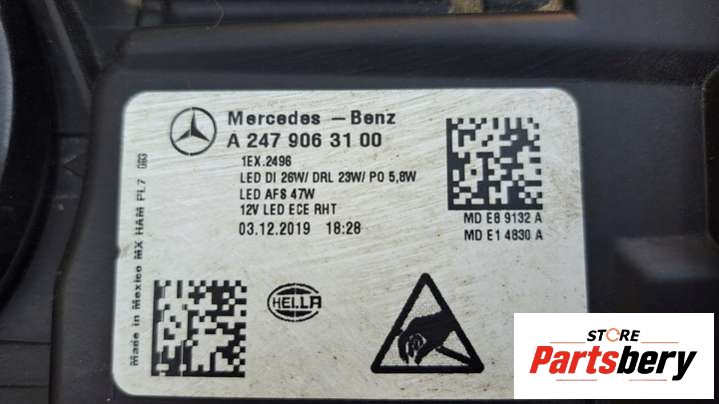 Mercedes-Benz
A 247 906 31 00
1EX.2496
LED DI 26W/ DRL 23W/ PO 5,8W
LED AFS 47W
12V LED ECE RHT
03.12.2019 18:28
MD E8 9132 A
MD E1 4830 A
Made in Mexico MX HAM PL7 083
HELLA
STORE
Partsbery